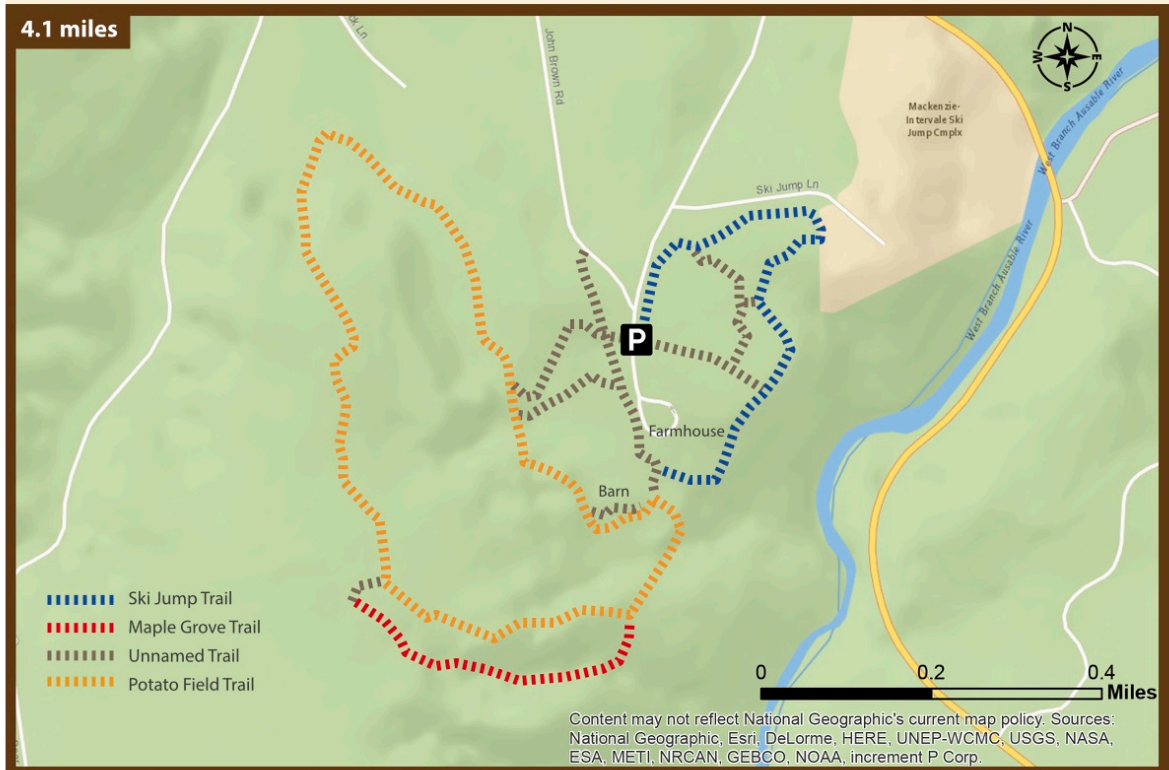 4.1 miles
John Brown Rd
N
W
E
S
Mackenzie-
Intervale Ski
Jump Cmplx
West Branch Ausable River
Ski Jump Ln
West Branch Ausable River
P
Farmhouse
Barn
Ski Jump Trail
Maple Grove Trail
Unnamed Trail
Potato Field Trail
0
0.2
0.4
Miles
Content may not reflect National Geographic's current map policy. Sources:
National Geographic, Esri, DeLorme, HERE, UNEP-WCMC, USGS, NASA,
ESA, METI, NRCAN, GEBCO, NOAA, increment P Corp.